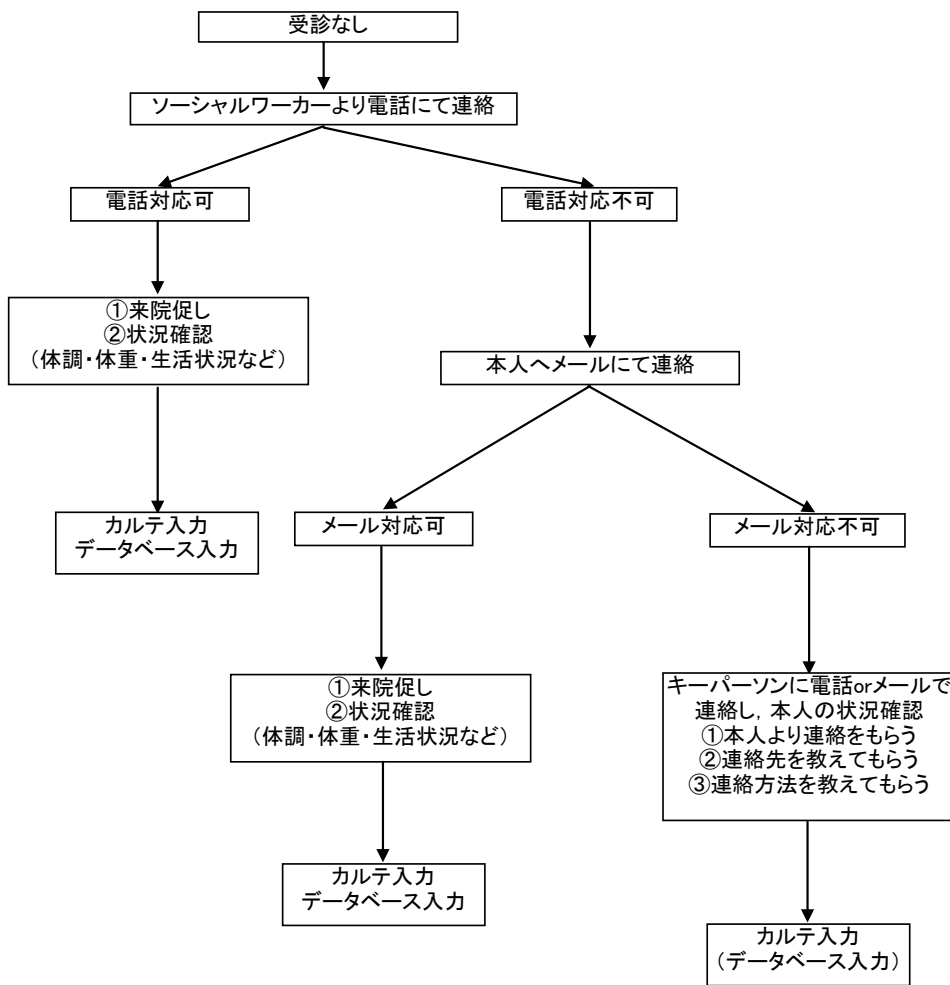 受診なし
ソーシャルワーカーより電話にて連絡
電話対応可
電話対応不可
①来院促し
②状況確認
（体調・体重・生活状況など）
本人へメールにて連絡
カルテ入力
データベース入力
メール対応可
メール対応不可
①来院促し
②状況確認
（体調・体重・生活状況など）
キーパーソンに電話orメールで
連絡し，本人の状況確認
①本人より連絡をもらう
②連絡先を教えてもらう
③連絡方法を教えてもらう
カルテ入力
データベース入力
カルテ入力
（データベース入力）